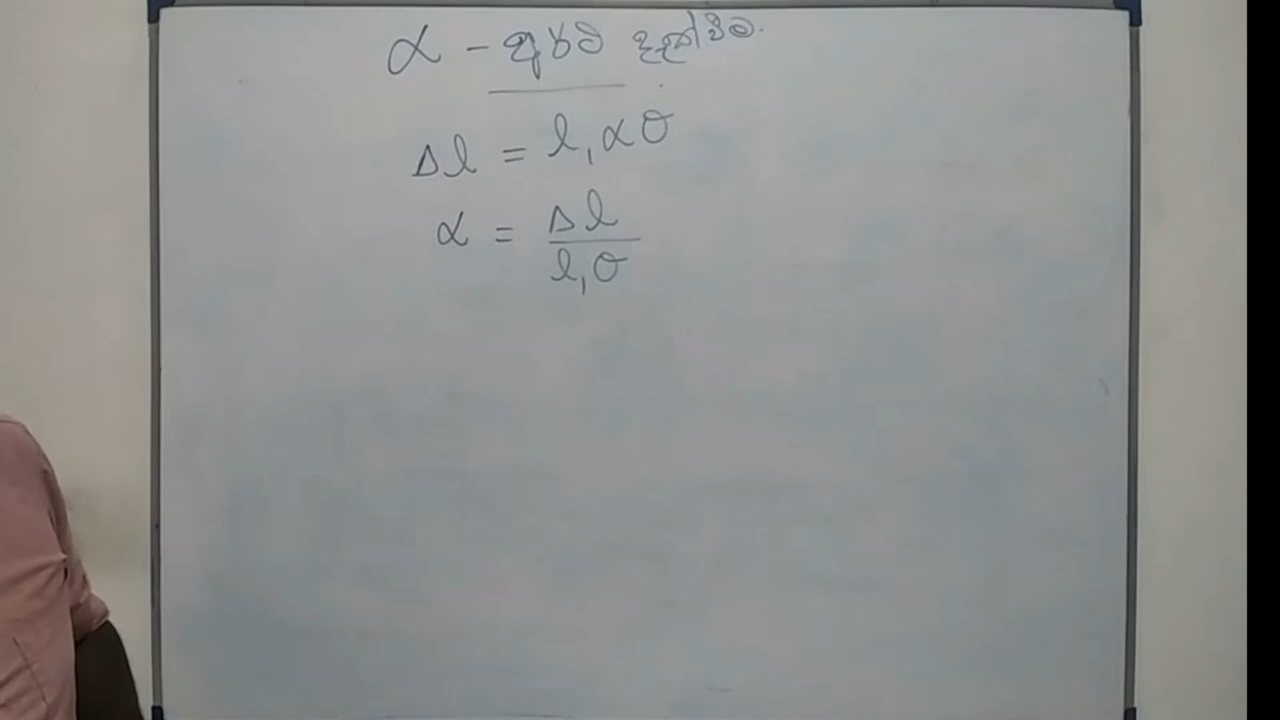 α - අර්ථ දැක්වීම.
Δl = l₁αθ
α = Δl / l₁θ